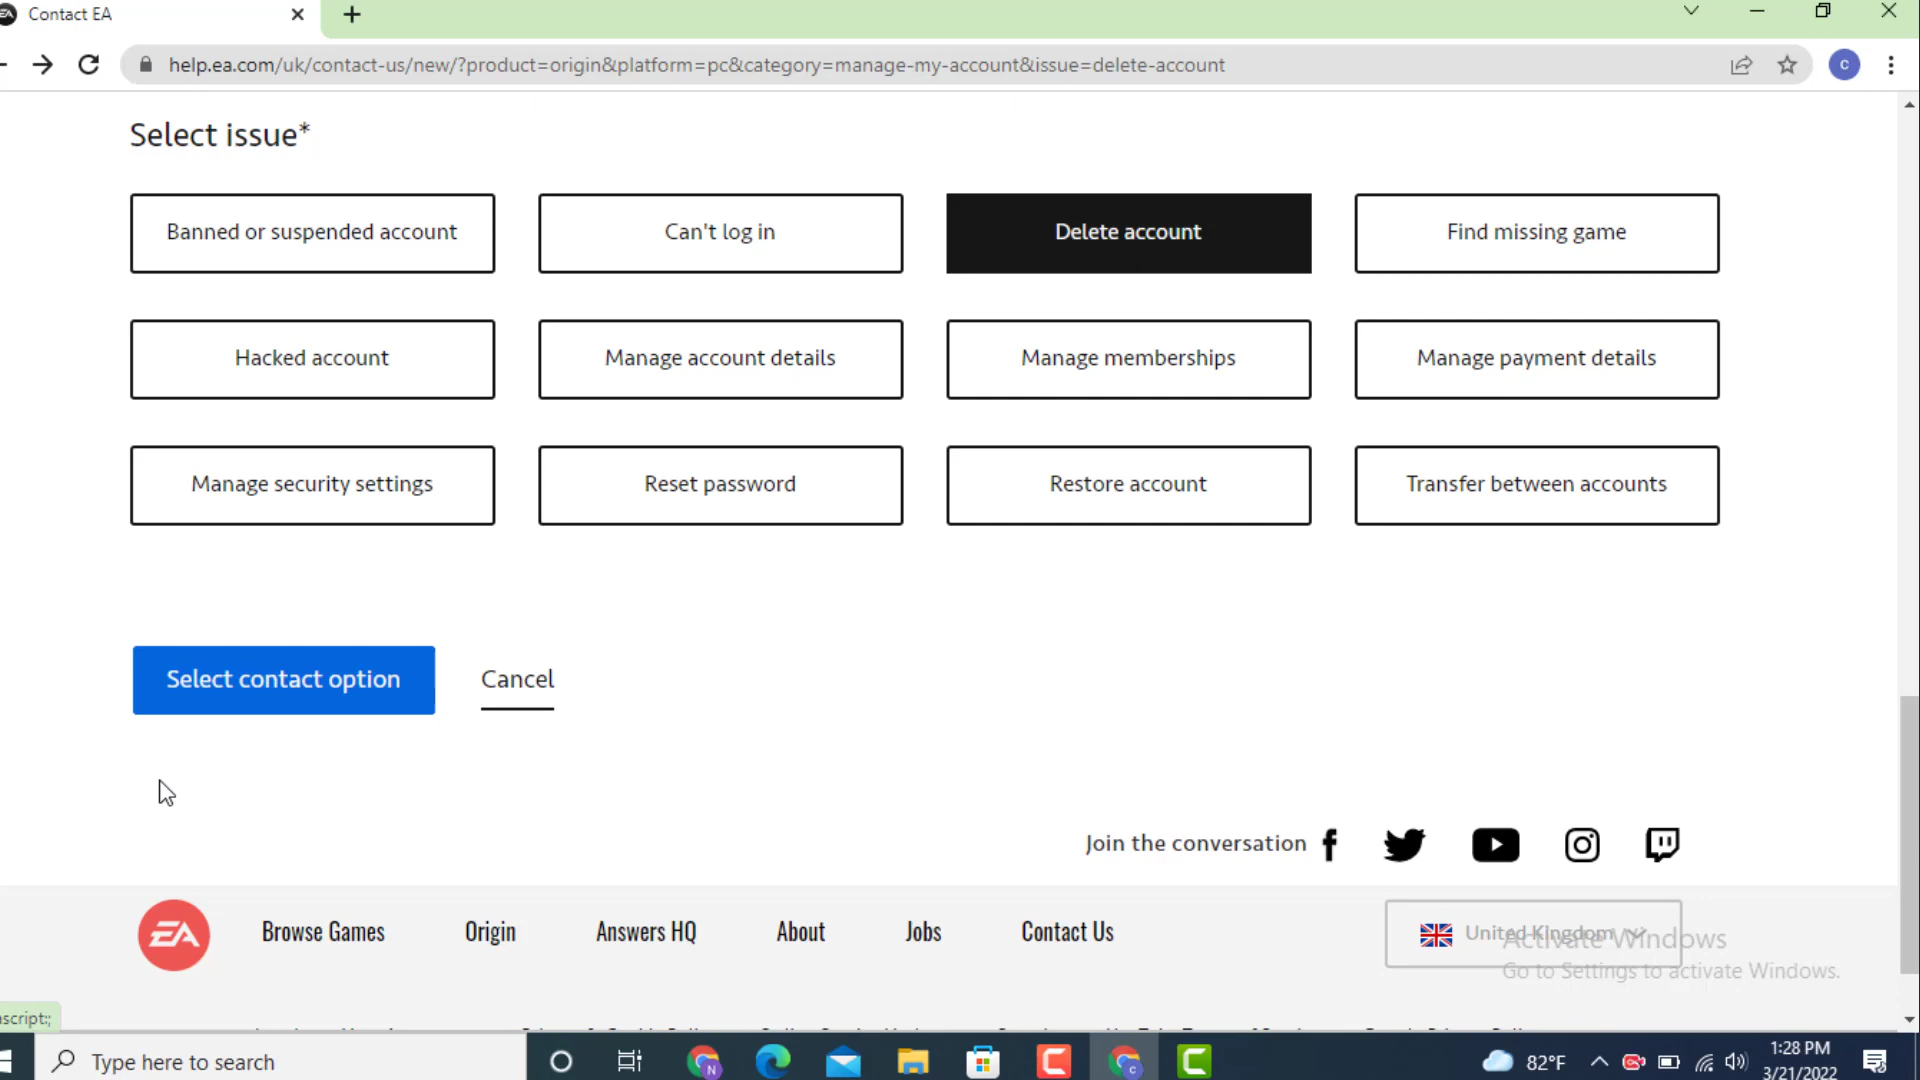 Contact EA
help.ea.com/uk/contact-us/new/?product=origin&platform=pc&category=manage-my-account&issue=delete-account
C
Select issue*
Banned or suspended account
Can't log in
Delete account
Find missing game
Hacked account
Manage account details
Manage memberships
Manage payment details
Manage security settings
Reset password
Restore account
Transfer between accounts
Select contact option
Cancel
Join the conversation
EA
Browse Games
Origin
Answers HQ
About
Jobs
Contact Us
United Kingdom
Activate Windows
Go to Settings to activate Windows.
ascript:;
Type here to search
N
C
C
C
82°F
1:28 PM
3/21/2022